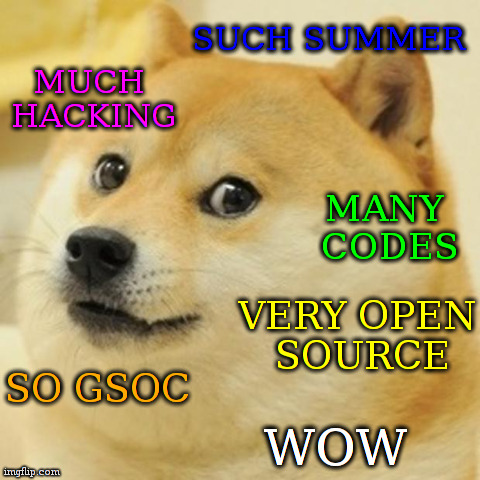 SUCH SUMMER
MUCH
HACKING
MANY
CODES
VERY OPEN
SOURCE
SO GSOC
WOW
imgflip.com